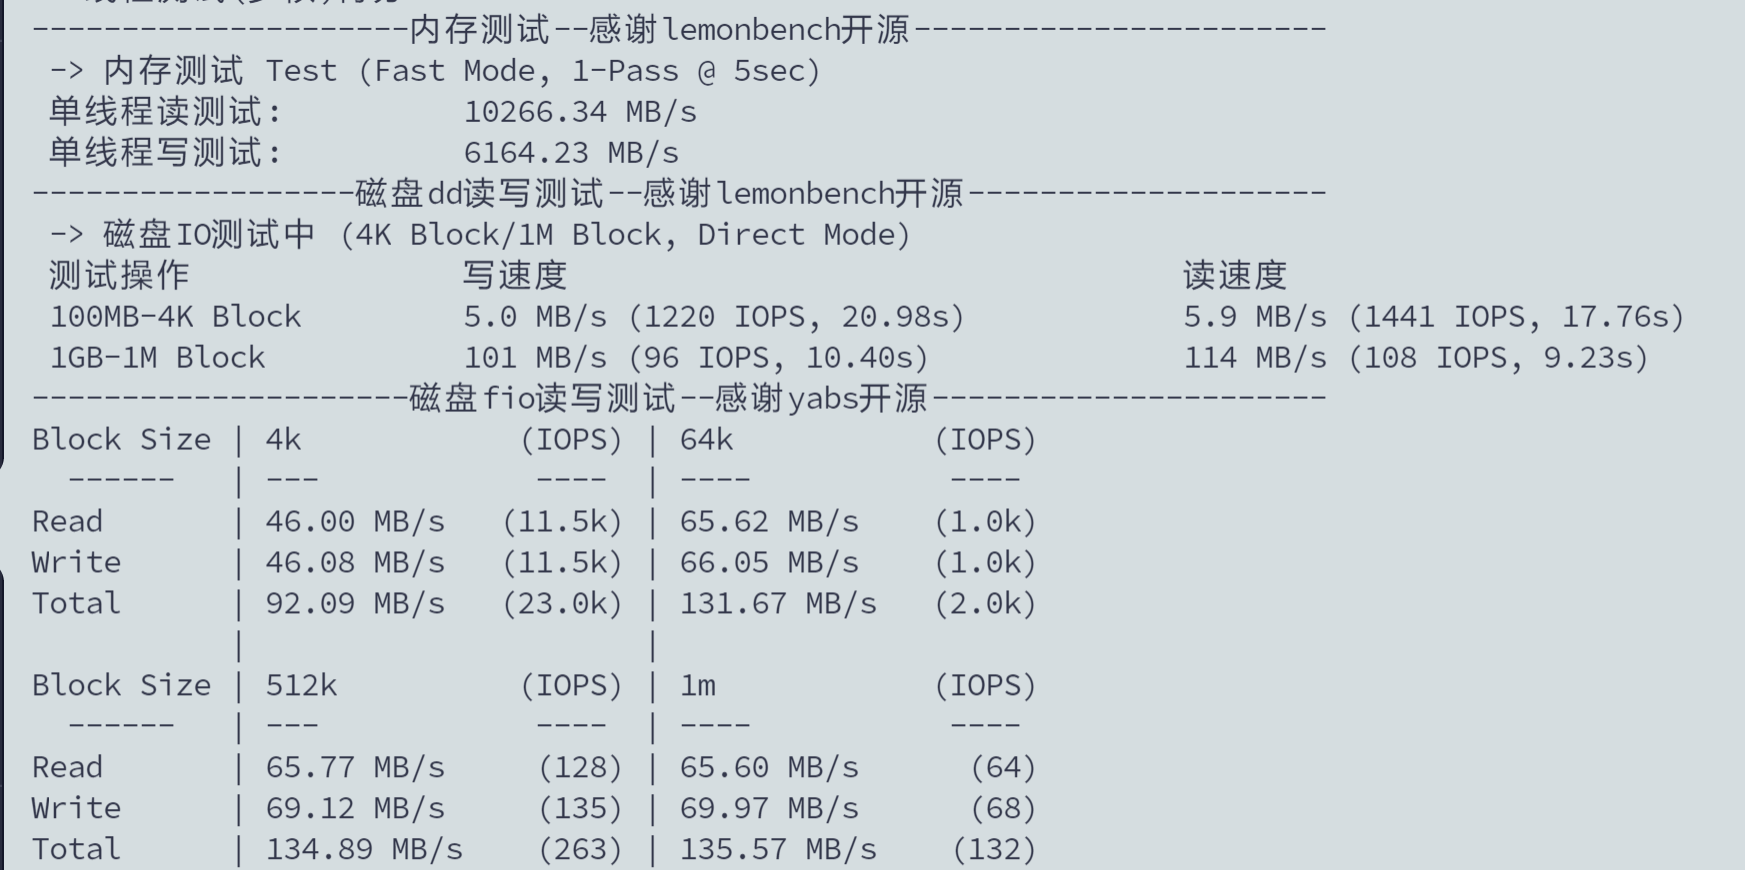 --------------------内存测试--感谢lemonbench开源-----------------------
-> 内存测试 Test (Fast Mode, 1-Pass @ 5sec)
单线程读测试:          10266.34 MB/s
单线程写测试:          6164.23 MB/s
------------------磁盘dd读写测试--感谢lemonbench开源--------------------
-> 磁盘IO测试中 (4K Block/1M Block, Direct Mode)
测试操作               写速度                                  读速度
100MB-4K Block         5.0 MB/s (1220 IOPS, 20.98s)            5.9 MB/s (1441 IOPS, 17.76s)
1GB-1M Block           101 MB/s (96 IOPS, 10.40s)              114 MB/s (108 IOPS, 9.23s)
---------------------磁盘fio读写测试--感谢yabs开源----------------------
Block Size | 4k            (IOPS) | 64k           (IOPS)
  ------   | ---            ----  | ----           ----
Read       | 46.00 MB/s   (11.5k) | 65.62 MB/s    (1.0k)
Write      | 46.08 MB/s   (11.5k) | 66.05 MB/s    (1.0k)
Total      | 92.09 MB/s   (23.0k) | 131.67 MB/s   (2.0k)
           |                      |
Block Size | 512k          (IOPS) | 1m            (IOPS)
  ------   | ---            ----  | ----           ----
Read       | 65.77 MB/s     (128) | 65.60 MB/s      (64)
Write      | 69.12 MB/s     (135) | 69.97 MB/s      (68)
Total      | 134.89 MB/s    (263) | 135.57 MB/s    (132)